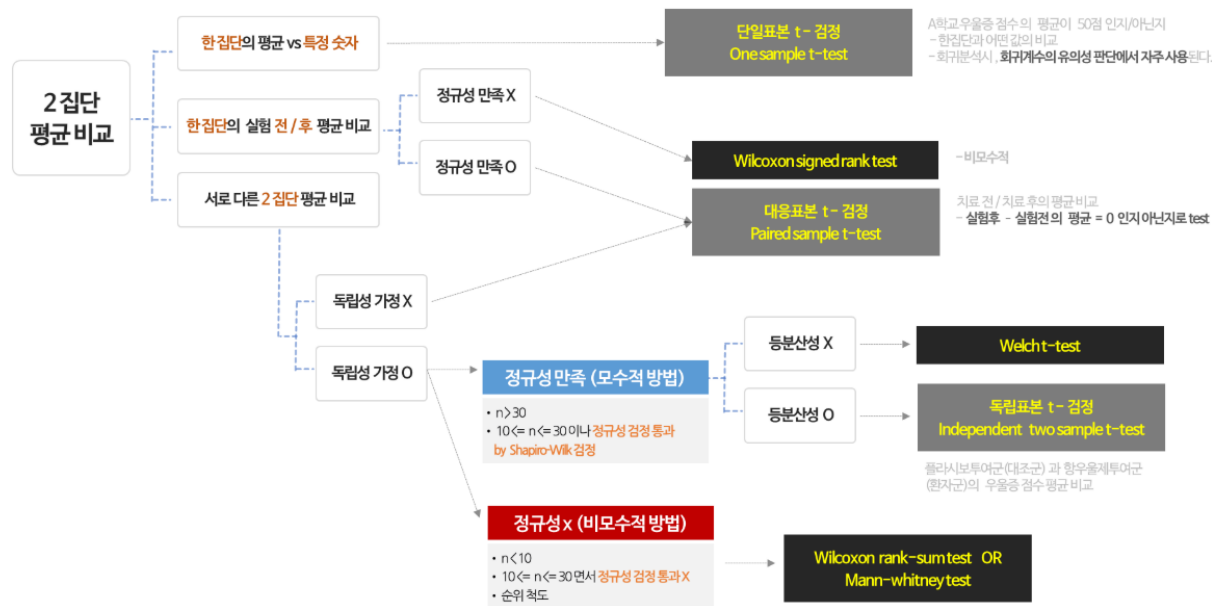 한 집단의 평균 vs 특정 숫자
단일표본 t-검정
One sample t-test
A학교 우울증 점수의 평균이 50점 인지/아닌지
- 한집단과 어떤 값의 비교
- 회귀분석시, 회귀계수의 유의성 판단에서 자주 사용된다.
2 집단
평균 비교
한 집단의 실험 전 / 후 평균 비교
정규성 만족 X
정규성 만족 O
Wilcoxon signed rank test
- 비모수적
서로 다른 2 집단 평균 비교
대응표본 t-검정
Paired sample t-test
치료 전 / 치료 후의 평균 비교
- 실험후 - 실험전 의 평균 = 0 인지 아닌지로 test
독립성 가정 X
독립성 가정 O
정규성 만족 (모수적 방법)
• n > 30
• 10 <= n <= 30 이나 정규성 검정 통과
by Shapiro-Wilk 검정
등분산성 X
Welch t-test
등분산성 O
독립표본 t-검정
Independent two sample t-test
플라시보투여군(대조군) 과 항우울제투여군
(환자군)의 우울증 점수 평균 비교
정규성 x (비모수적 방법)
• n < 10
• 10 <= n <= 30 면서 정규성 검정 통과 X
• 순위 척도
Wilcoxon rank-sum test OR
Mann-whitney test